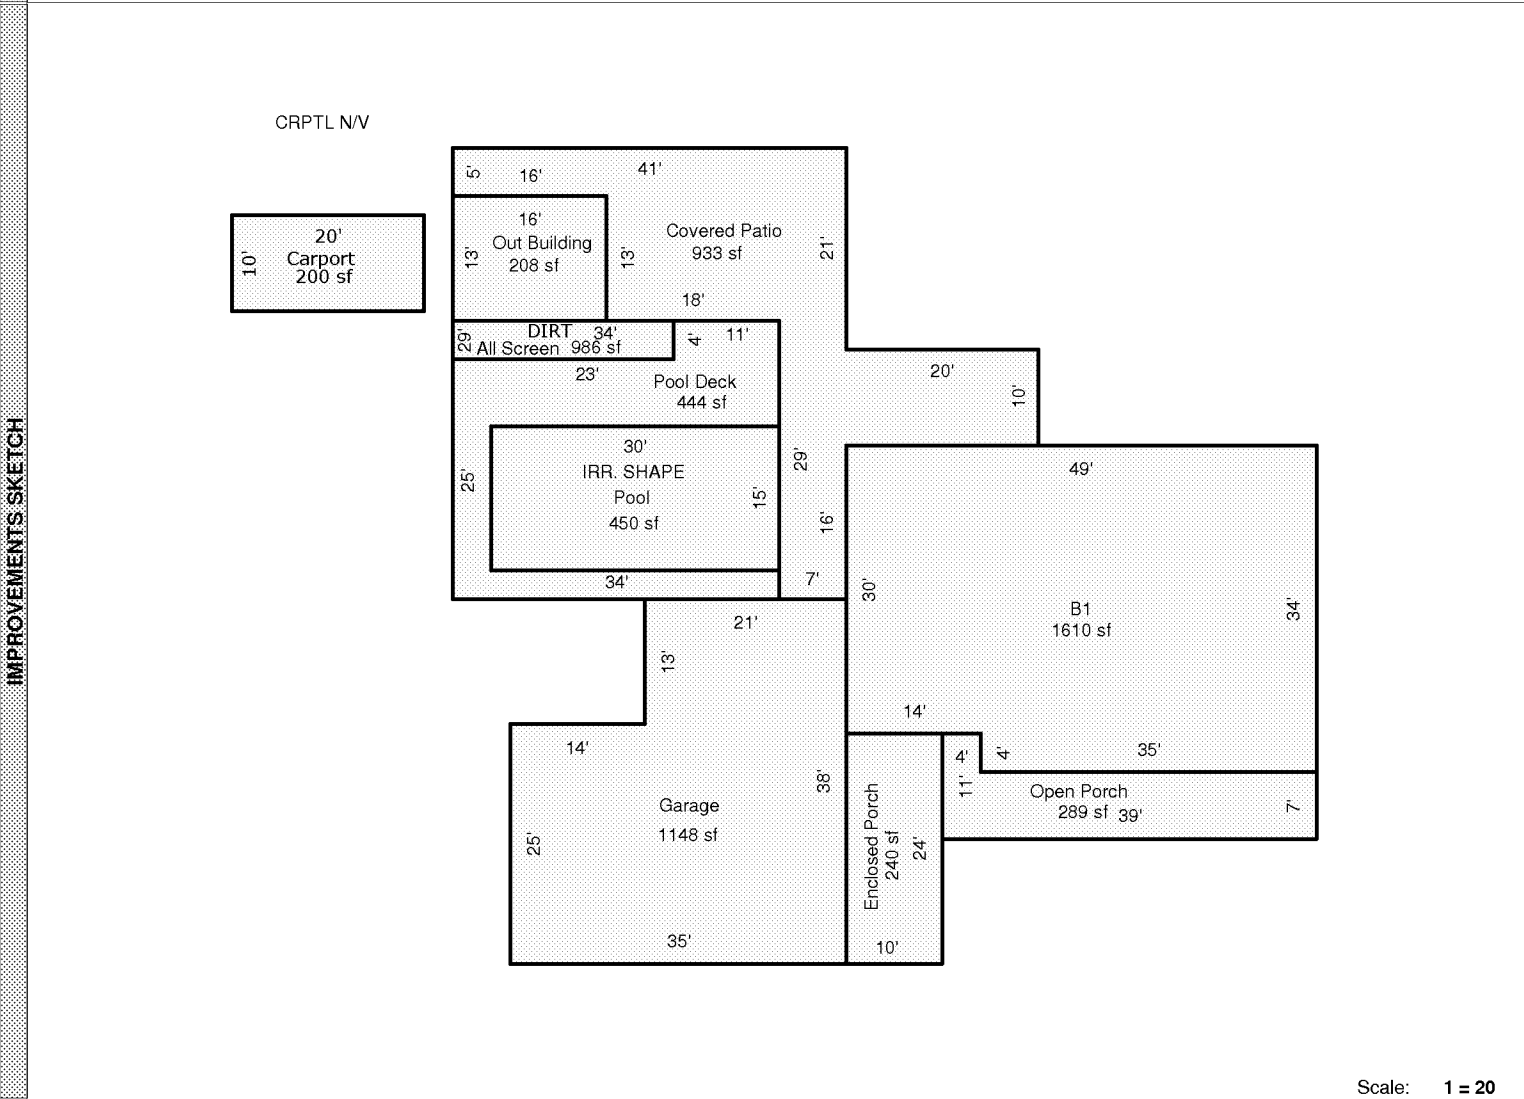 IMPROVEMENTS SKETCH
CRPTL N/V
5'
16'
41'
20'
10'
Carport
200 sf
16'
13'
Out Building
208 sf
13'
Covered Patio
933 sf
21'
18'
29'
DIRT 34'
All Screen 986 sf
4'
11'
23'
Pool Deck
444 sf
20'
10'
25'
30'
IRR. SHAPE
Pool
450 sf
15'
29'
16'
34'
7'
49'
30'
B1
1610 sf
34'
14'
4'
35'
21'
13'
14'
38'
Garage
1148 sf
25'
35'
Enclosed Porch
240 sf
24'
10'
4'
11'
Open Porch
289 sf 39'
7'
Scale: 1 = 20